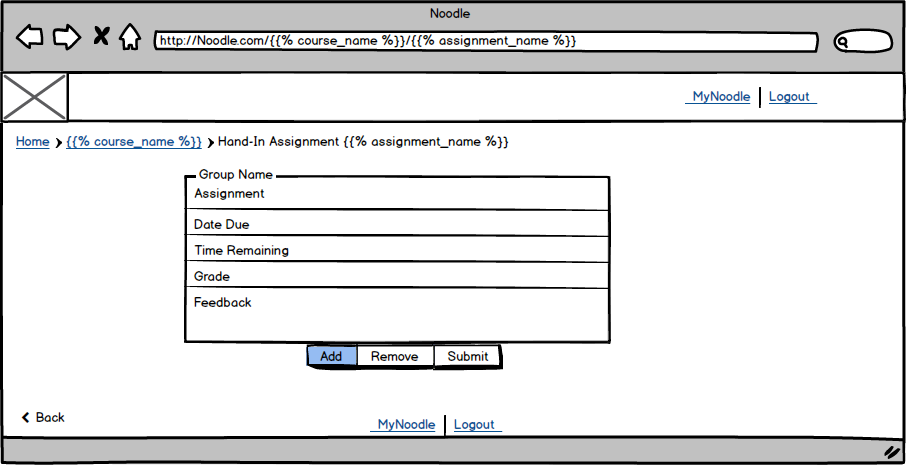 Noodle
http://Noodle.com/{{% course_name %}}/{{% assignment_name %}}
MyNoodle Logout
Home {{% course_name %}} Hand-In Assignment {{% assignment_name %}}
Group Name
Assignment
Date Due
Time Remaining
Grade
Feedback
Add Remove Submit
Back
MyNoodle Logout